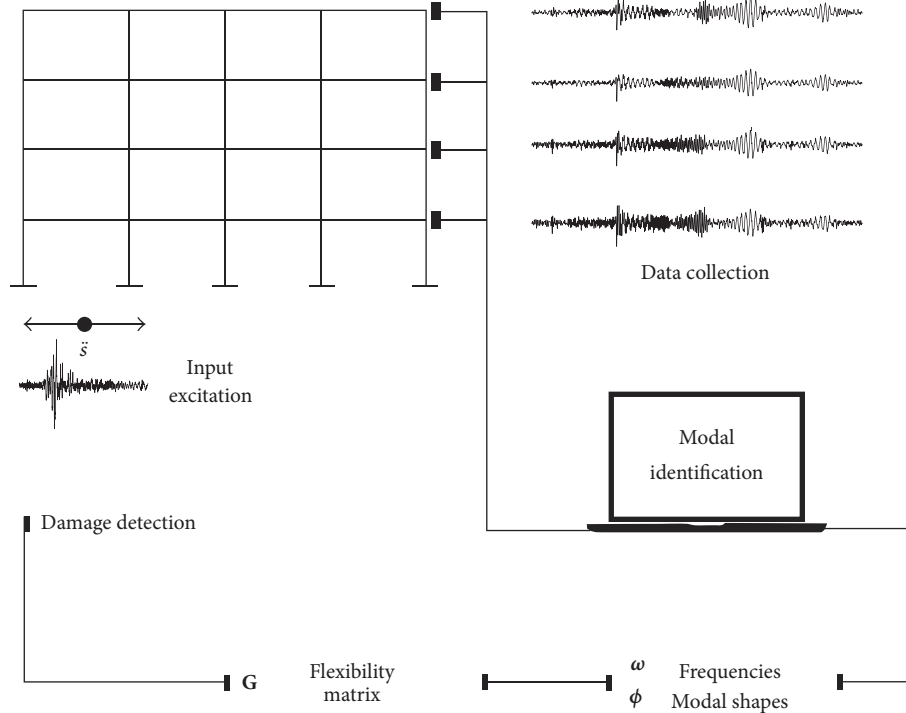 Data collection
s̈
Input
excitation
Modal
identification
Damage detection
G
Flexibility
matrix
ω
Frequencies
ϕ
Modal shapes